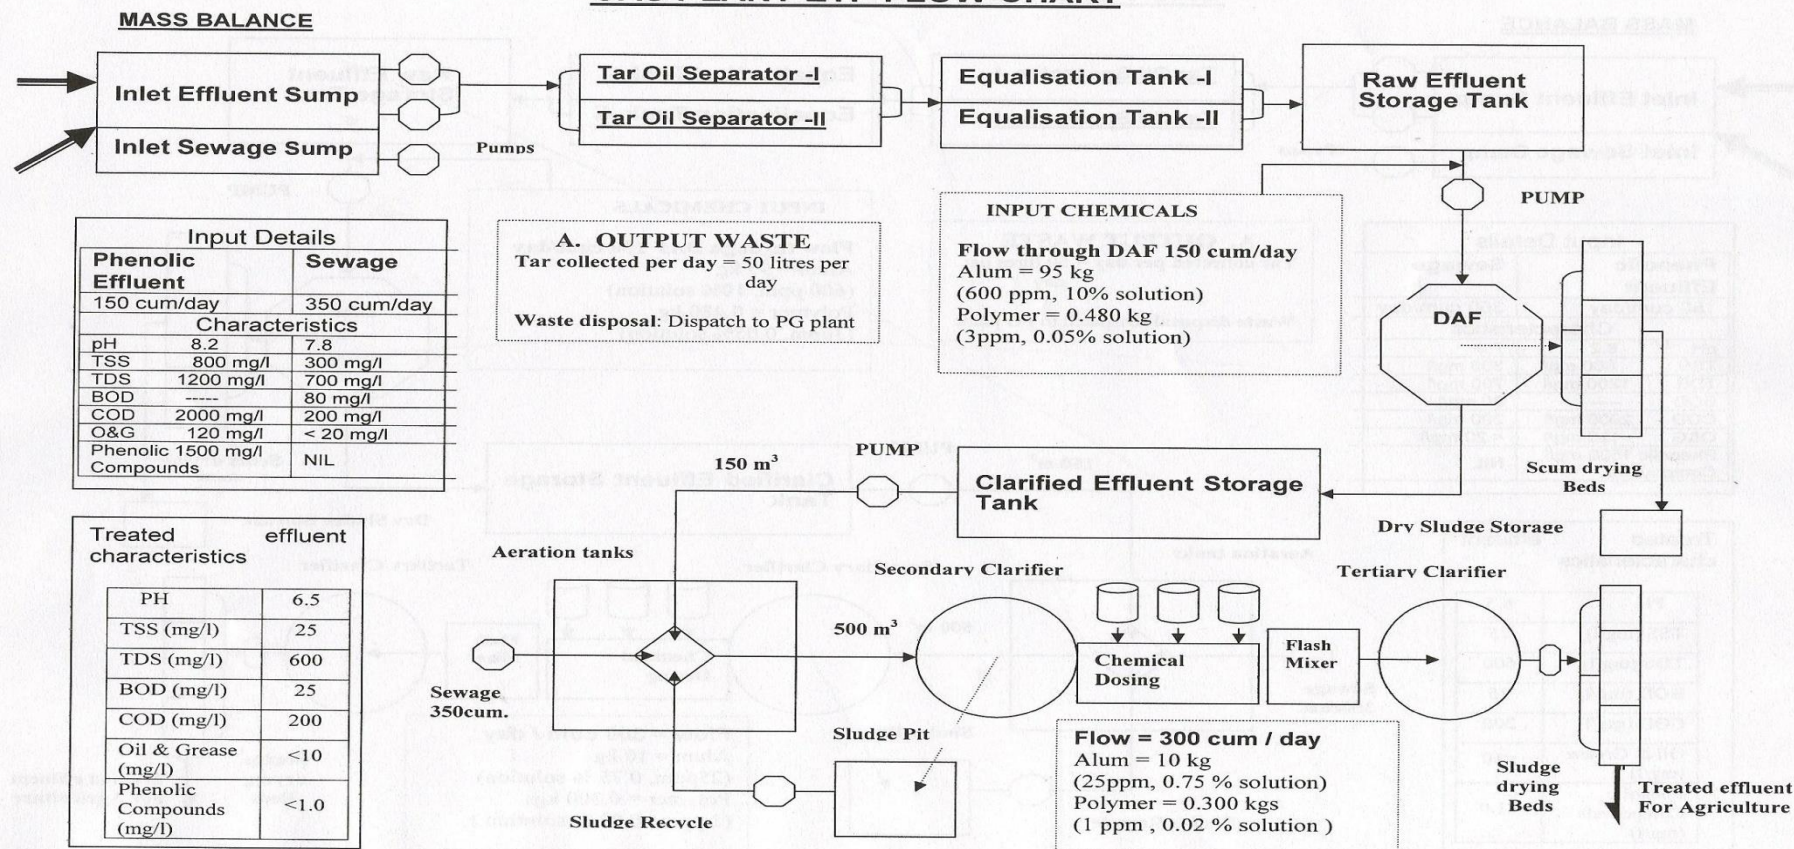 MASS BALANCE
Inlet Effluent Sump
Inlet Sewage Sump
Pumps
Tar Oil Separator -I
Tar Oil Separator -II
Equalisation Tank -I
Equalisation Tank -II
Raw Effluent
Storage Tank
PUMP
Input Details
Phenolic Effluent Sewage
150 cum/day 350 cum/day
Characteristics
pH 8.2 7.8
TSS 800 mg/l 300 mg/l
TDS 1200 mg/l 700 mg/l
BOD ----- 80 mg/l
COD 2000 mg/l 200 mg/l
O&G 120 mg/l < 20 mg/l
Phenolic 1500 mg/l NIL
Compounds
A. OUTPUT WASTE
Tar collected per day = 50 litres per
day
Waste disposal: Dispatch to PG plant
INPUT CHEMICALS
Flow through DAF 150 cum/day
Alum = 95 kg
(600 ppm, 10% solution)
Polymer = 0.480 kg
(3ppm, 0.05% solution)
DAF
Scum drying
Beds
Dry Sludge Storage
Clarified Effluent Storage
Tank
PUMP
150 m³
Treated effluent
characteristics
PH 6.5
TSS (mg/l) 25
TDS (mg/l) 600
BOD (mg/l) 25
COD (mg/l) 200
Oil & Grease <10
(mg/l)
Phenolic
Compounds <1.0
(mg/l)
Aeration tanks
Sewage
350cum.
500 m³
Secondary Clarifier
Chemical
Dosing
Flash
Mixer
Tertiary Clarifier
Sludge Pit
Sludge Recycle
Flow = 300 cum / day
Alum = 10 kg
(25ppm, 0.75 % solution)
Polymer = 0.300 kgs
(1 ppm , 0.02 % solution )
Sludge
drying
Beds
Treated effluent
For Agriculture